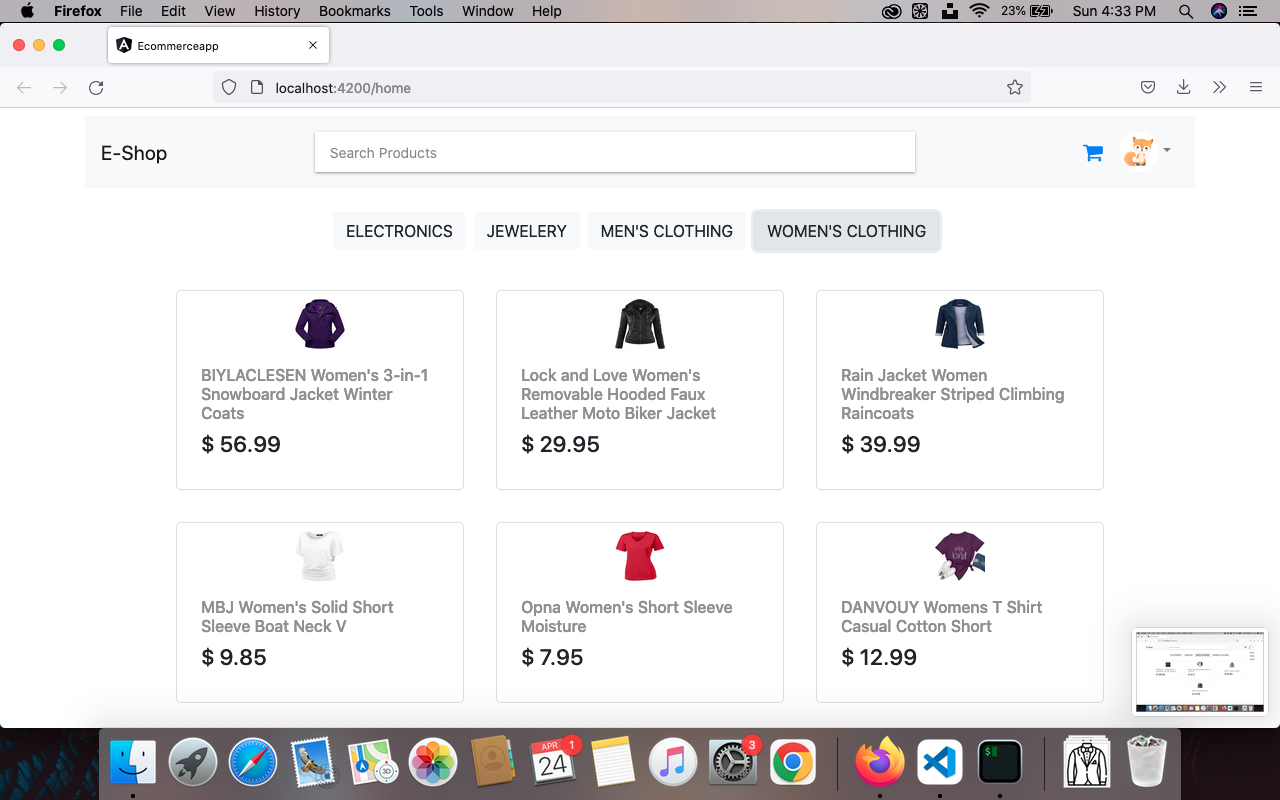 Firefox File Edit View History Bookmarks Tools Window Help 23% Sun 4:33 PM
Ecommerceapp
localhost:4200/home
E-Shop Search Products
ELECTRONICS JEWELERY MEN'S CLOTHING WOMEN'S CLOTHING
BIYLACLESEN Women's 3-in-1
Snowboard Jacket Winter
Coats
$ 56.99
Lock and Love Women's
Removable Hooded Faux
Leather Moto Biker Jacket
$ 29.95
Rain Jacket Women
Windbreaker Striped Climbing
Raincoats
$ 39.99
MBJ Women's Solid Short
Sleeve Boat Neck V
$ 9.85
Opna Women's Short Sleeve
Moisture
$ 7.95
kind
DANVOUY Womens T Shirt
Casual Cotton Short
$ 12.99
E-Shop
APR 1
24
3D
3
$